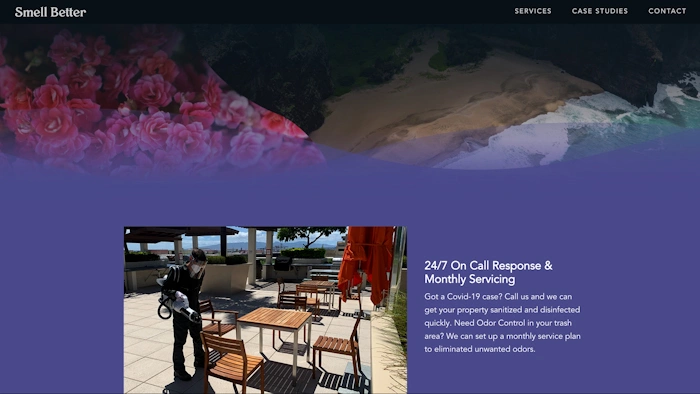 Smell Better
SERVICES CASE STUDIES CONTACT
24/7 On Call Response &
Monthly Servicing
Got a Covid-19 case? Call us and we can
get your property sanitized and disinfected
quickly. Need Odor Control in your trash
area? We can set up a monthly service plan
to eliminated unwanted odors.